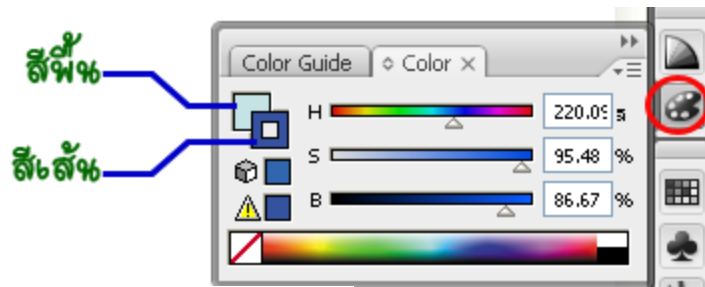 สีพื้น
สีเส้น
Color Guide
Color
H 220.09
S 95.48 %
B 86.67 %